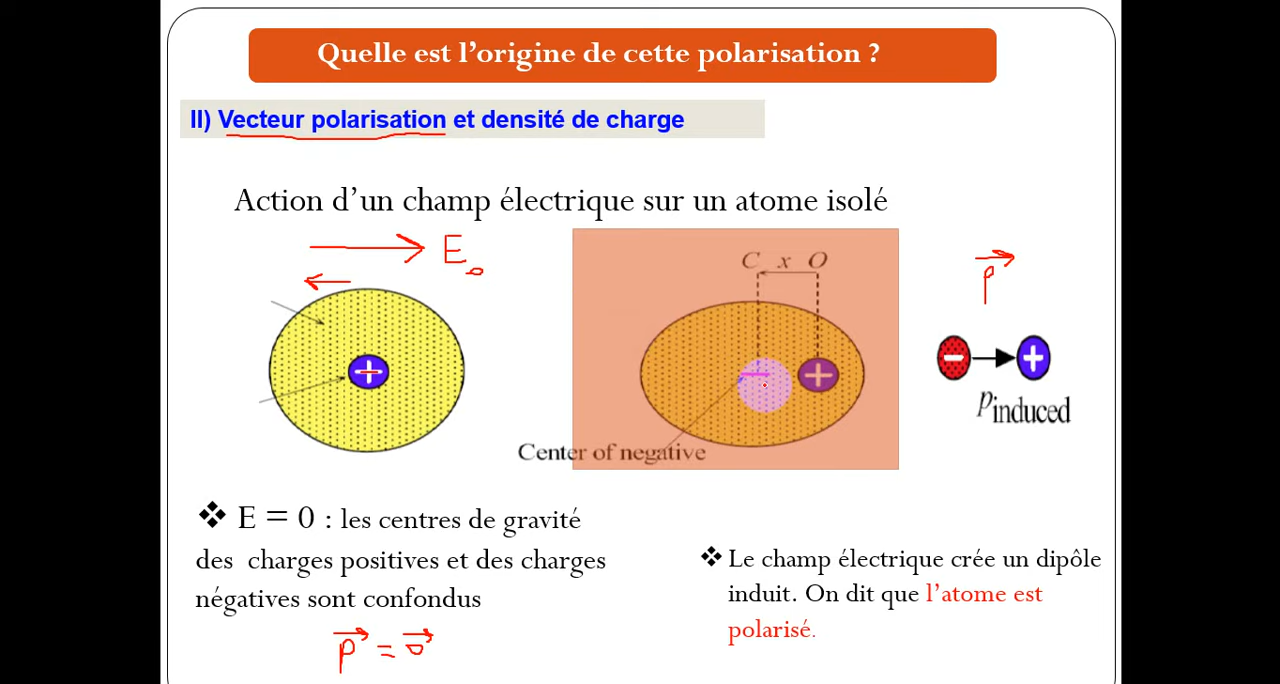 Quelle est l'origine de cette polarisation ?
II) Vecteur polarisation et densité de charge
Action d'un champ électrique sur un atome isolé
E₀
C x O
p
+
− +
− +
Pinduced
Center of negative
❖ E = 0 : les centres de gravité
des charges positives et des charges
négatives sont confondus
p = 0
❖ Le champ électrique crée un dipôle
induit. On dit que l'atome est
polarisé.